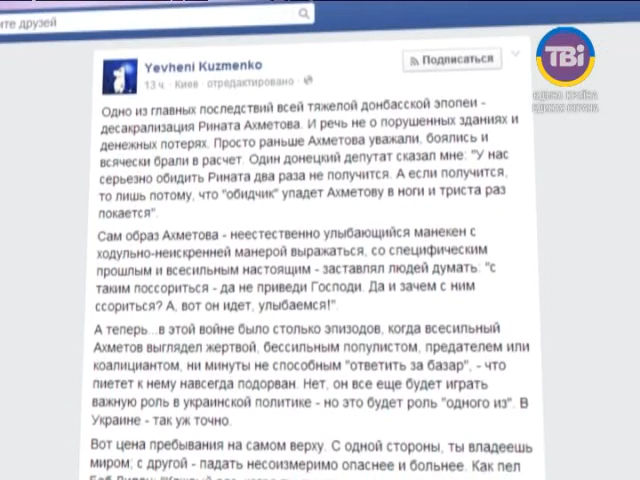 те друзей
Yevheni Kuzmenko
13 ч. · Киев · отредактировано ·
Подписаться
ТВі
Одно из главных последствий всей тяжелой донбасской эпопеи -
десакрализация Рината Ахметова. И речь не о порушенных зданиях и
денежных потерях. Просто раньше Ахметова уважали, боялись и
всячески брали в расчет. Один донецкий депутат сказал мне: "У нас
серьезно обидить Рината два раза не получится. А если получится,
то лишь потому, что "обидчик" упадет Ахметову в ноги и триста раз
покается".
Сам образ Ахметова - неестественно улыбающийся манекен с
ходульно-неискренней манерой выражаться, со специфическим
прошлым и всесильным настоящим - заставлял людей думать: "с
таким поссориться - да не приведи Господи. Да и зачем с ним
ссориться? А, вот он идет, улыбаемся!".
А теперь...в этой войне было столько эпизодов, когда всесильный
Ахметов выглядел жертвой, бессильным популистом, предателем или
коалициантом, ни минуты не способным "ответить за базар", - что
пиетет к нему навсегда подорван. Нет, он все еще будет играть
важную роль в украинской политике - но это будет роль "одного из". В
Украине - так уж точно.
Вот цена пребывания на самом верху. С одной стороны, ты владеешь
миром; с другой - падать несоизмеримо опаснее и больнее. Как пел